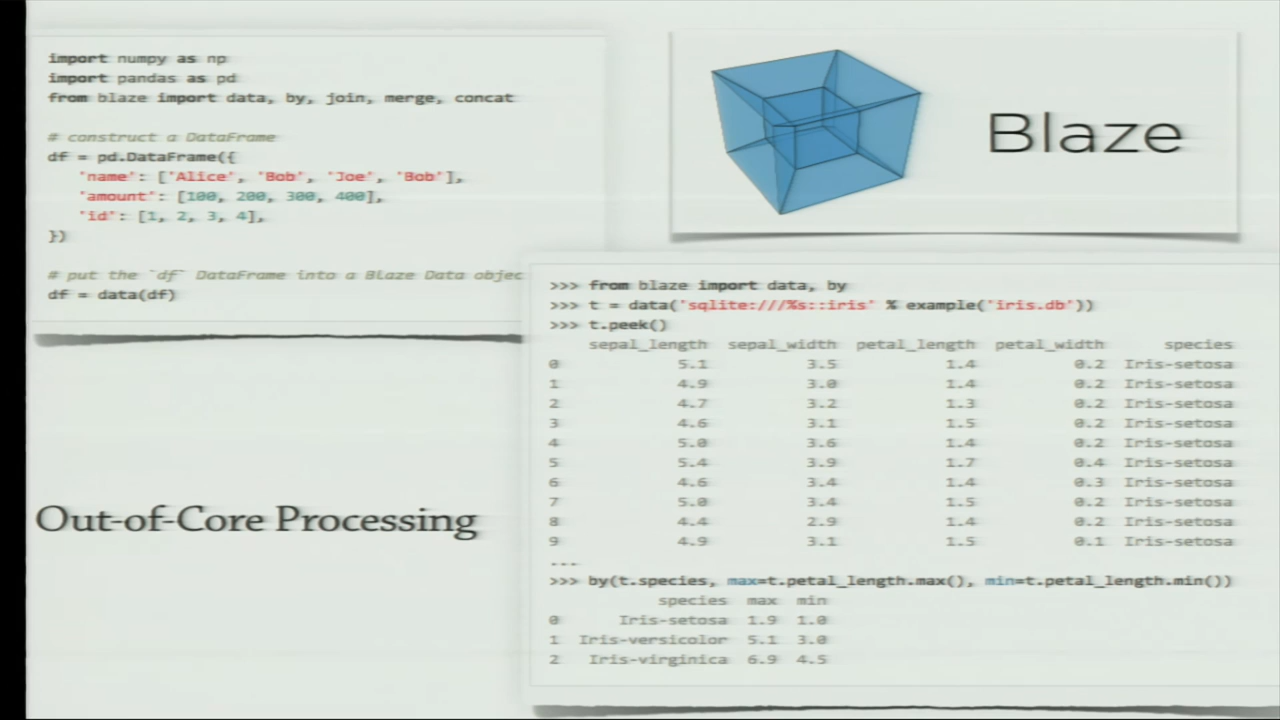 import numpy as np
import pandas as pd
from blaze import data, by, join, merge, concat
# construct a DataFrame
df = pd.DataFrame({
    'name': ['Alice', 'Bob', 'Joe', 'Bob'],
    'amount': [100, 200, 300, 400],
    'id': [1, 2, 3, 4],
})
# put the `df` DataFrame into a Blaze Data objec
df = data(df)
Blaze
Out-of-Core Processing
>>> from blaze import data, by
>>> t = data('sqlite:///%s::iris' % example('iris.db'))
>>> t.peek()
    sepal_length  sepal_width  petal_length  petal_width      species
0            5.1          3.5           1.4          0.2  Iris-setosa
1            4.9          3.0           1.4          0.2  Iris-setosa
2            4.7          3.2           1.3          0.2  Iris-setosa
3            4.6          3.1           1.5          0.2  Iris-setosa
4            5.0          3.6           1.4          0.2  Iris-setosa
5            5.4          3.9           1.7          0.4  Iris-setosa
6            4.6          3.4           1.4          0.3  Iris-setosa
7            5.0          3.4           1.5          0.2  Iris-setosa
8            4.4          2.9           1.4          0.2  Iris-setosa
9            4.9          3.1           1.5          0.1  Iris-setosa
...
>>> by(t.species, max=t.petal_length.max(), min=t.petal_length.min())
           species  max  min
0      Iris-setosa  1.9  1.0
1  Iris-versicolor  5.1  3.0
2   Iris-virginica  6.9  4.5